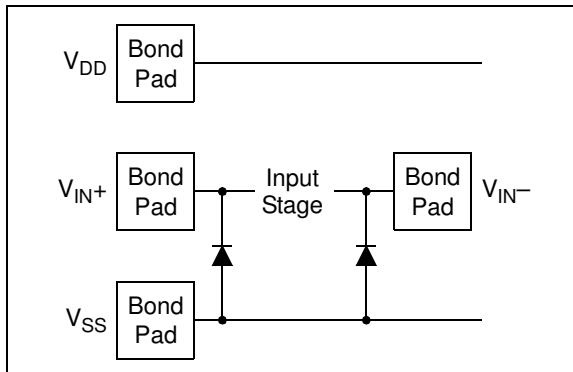 V_DD Bond Pad
V_IN+ Bond Pad Input Stage Bond Pad V_IN–
V_SS Bond Pad